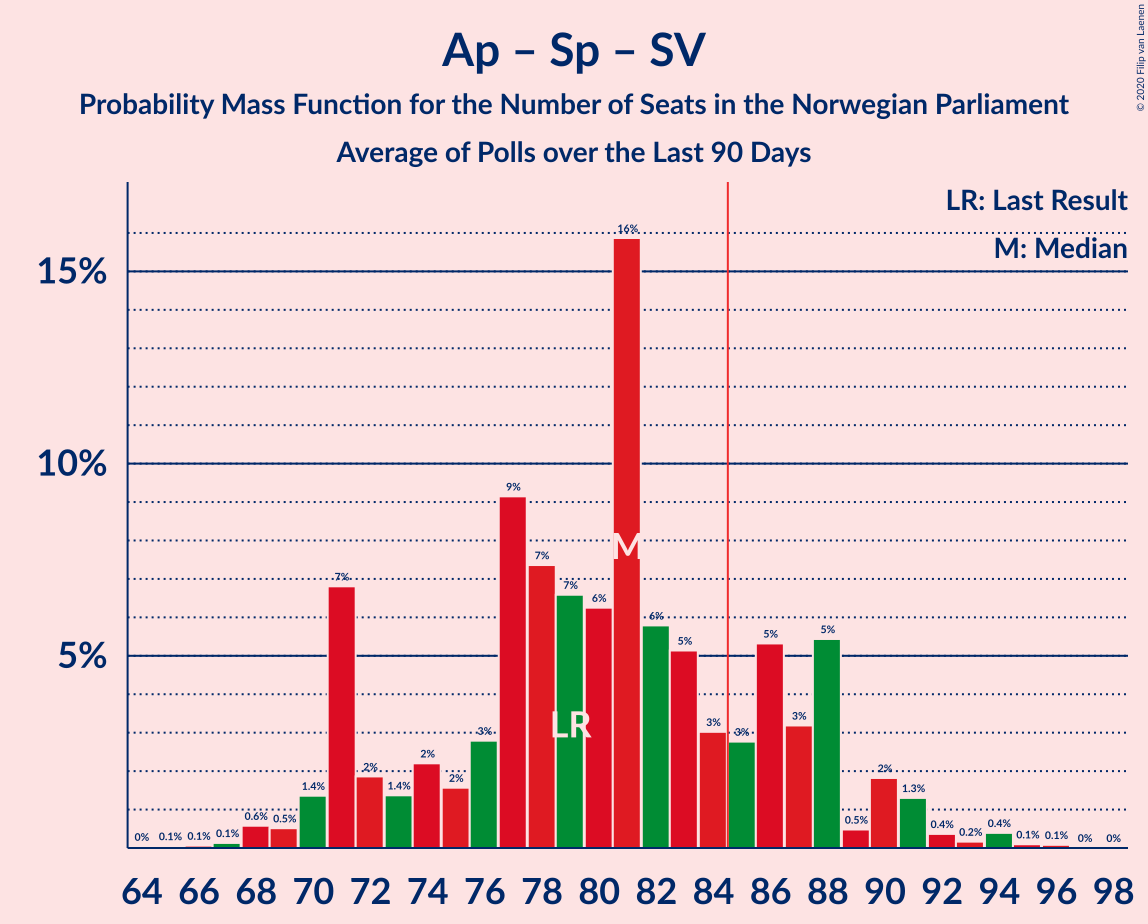 Ap – Sp – SV
Probability Mass Function for the Number of Seats in the Norwegian Parliament
Average of Polls over the Last 90 Days
© 2020 Filip van Laenen
LR: Last Result
M: Median
15%
10%
5%
0% 0.1% 0.1% 0.1% 0.6% 0.5% 1.4% 7% 2% 1.4% 2% 2% 3% 9% 7% 7% 6% 16% 6% 5% 3% 3% 5% 3% 5% 0.5% 2% 1.3% 0.4% 0.2% 0.4% 0.1% 0.1% 0% 0%
M
LR
64 66 68 70 72 74 76 78 80 82 84 86 88 90 92 94 96 98